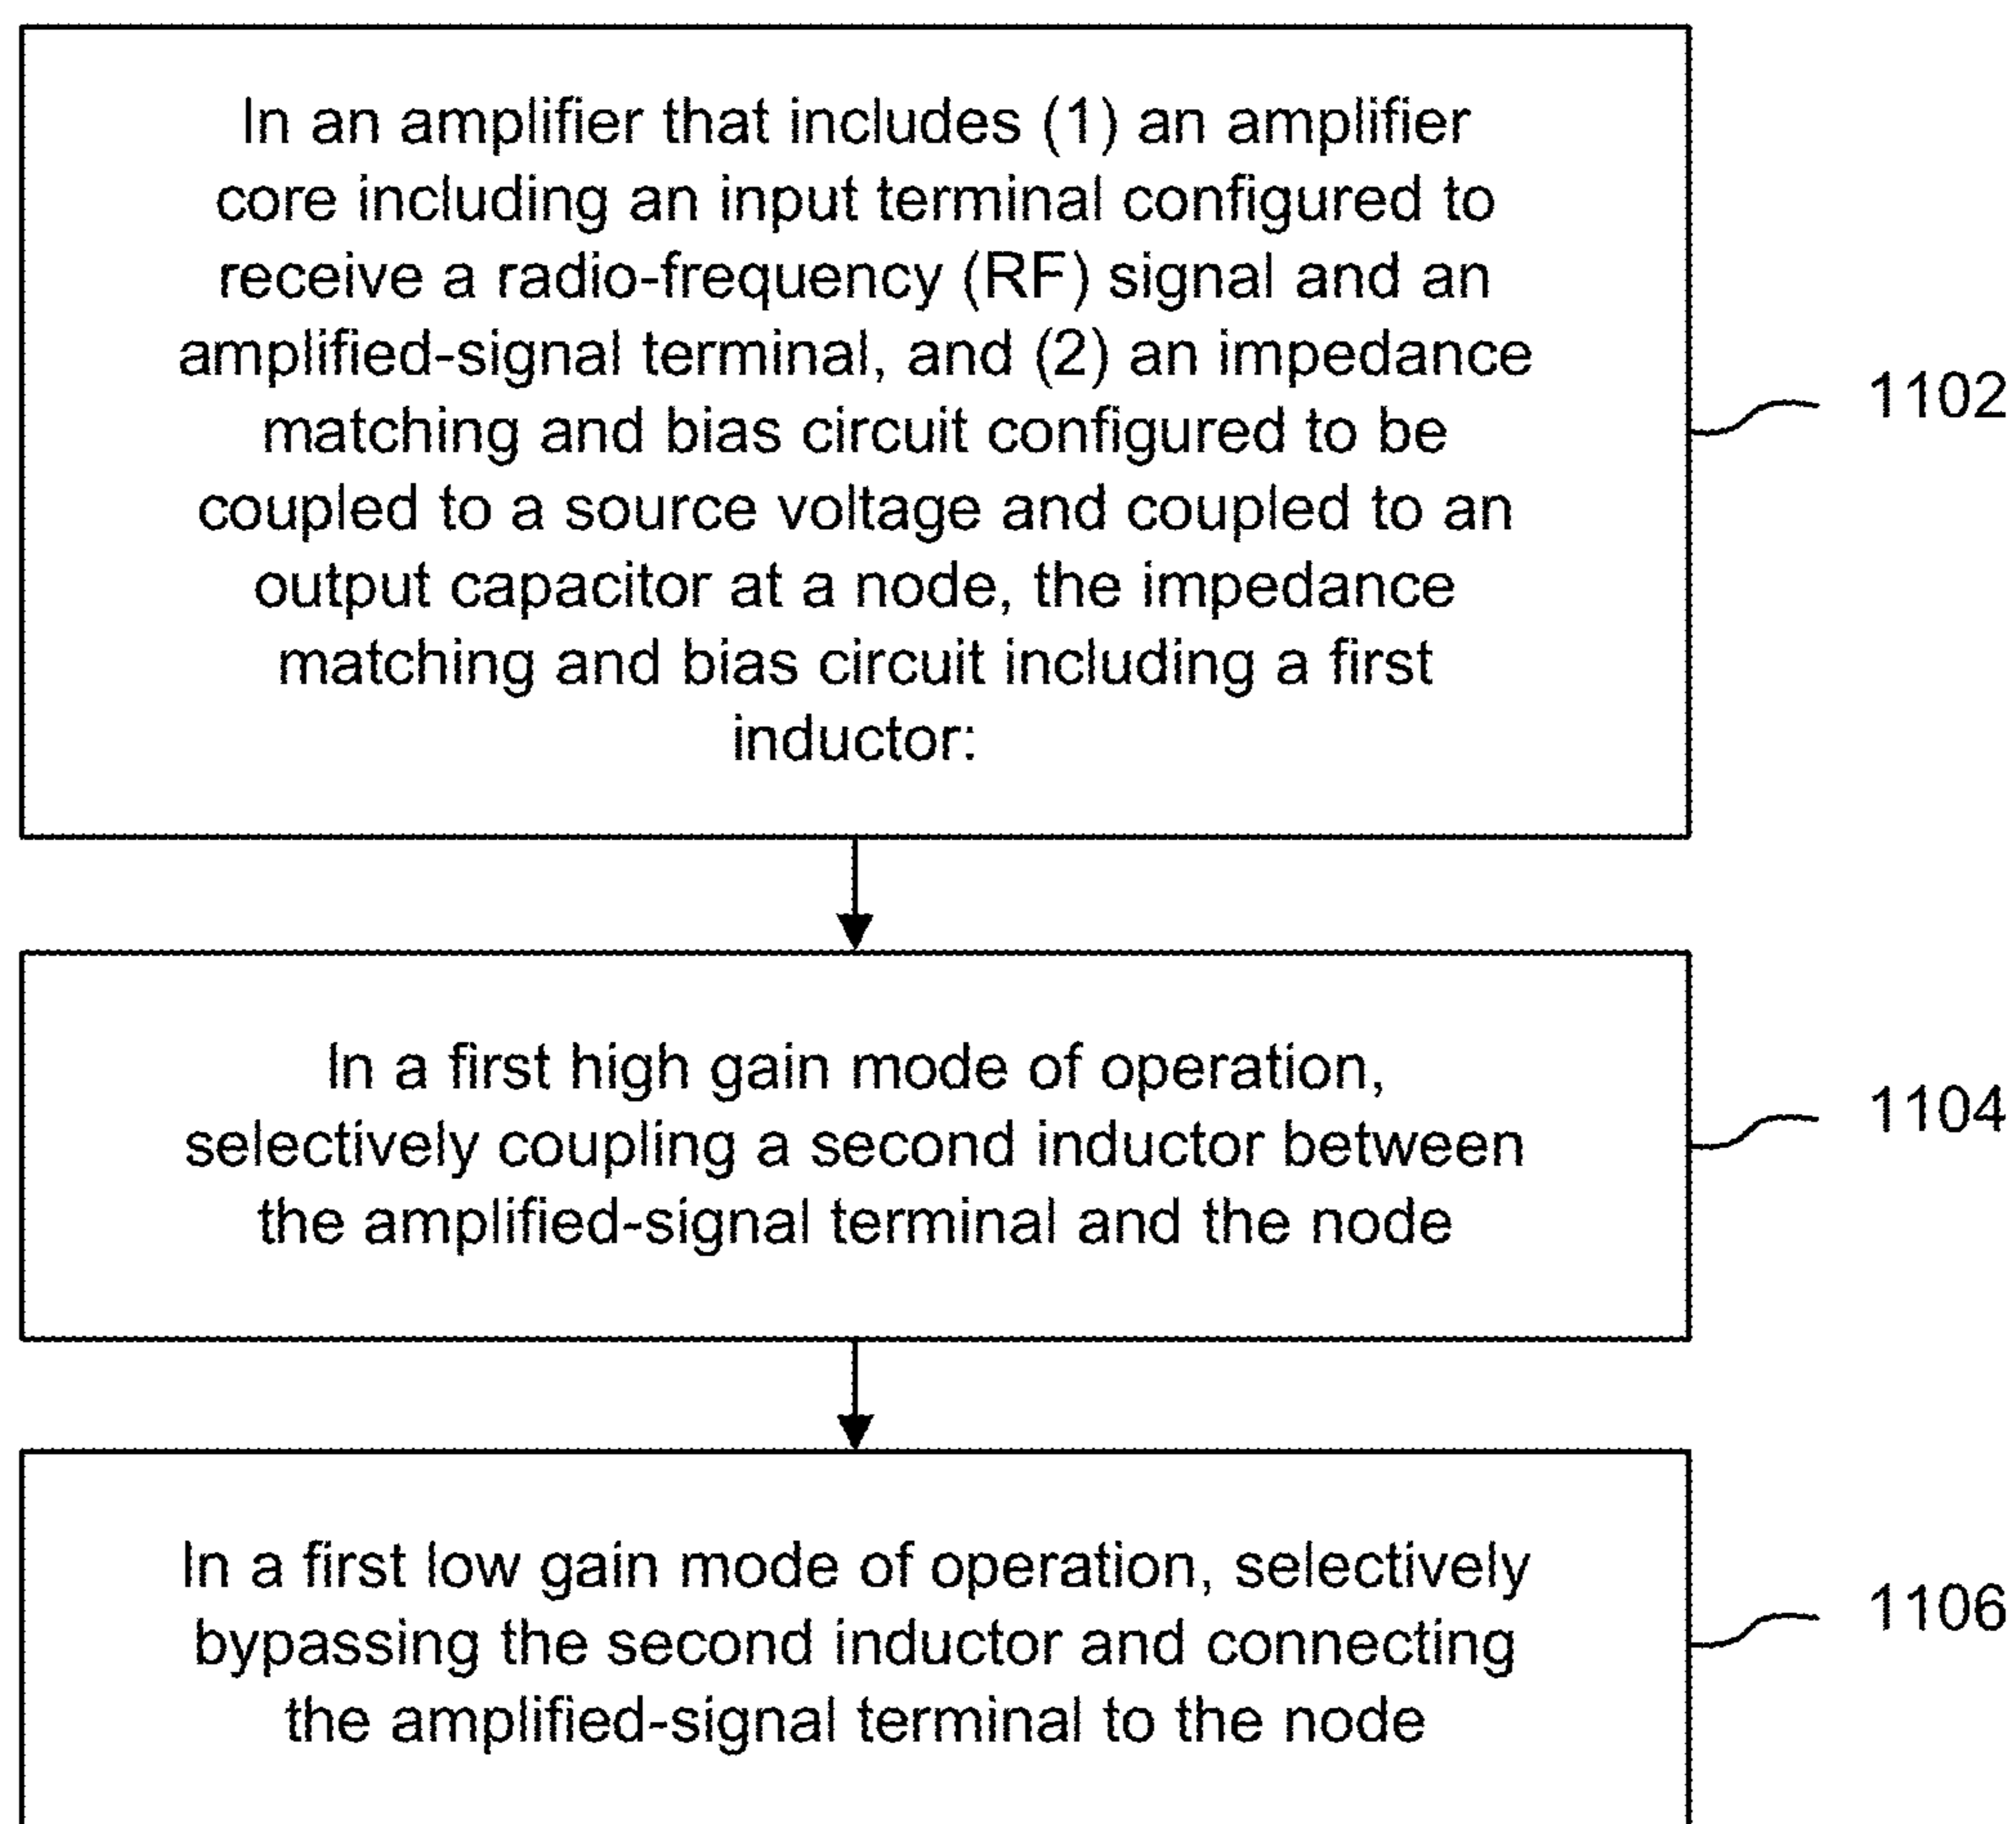 In an amplifier that includes (1) an amplifier
core including an input terminal configured to
receive a radio-frequency (RF) signal and an
amplified-signal terminal, and (2) an impedance
matching and bias circuit configured to be
coupled to a source voltage and coupled to an
output capacitor at a node, the impedance
matching and bias circuit including a first
inductor:
1102
In a first high gain mode of operation,
selectively coupling a second inductor between
the amplified-signal terminal and the node
1104
In a first low gain mode of operation, selectively
bypassing the second inductor and connecting
the amplified-signal terminal to the node
1106